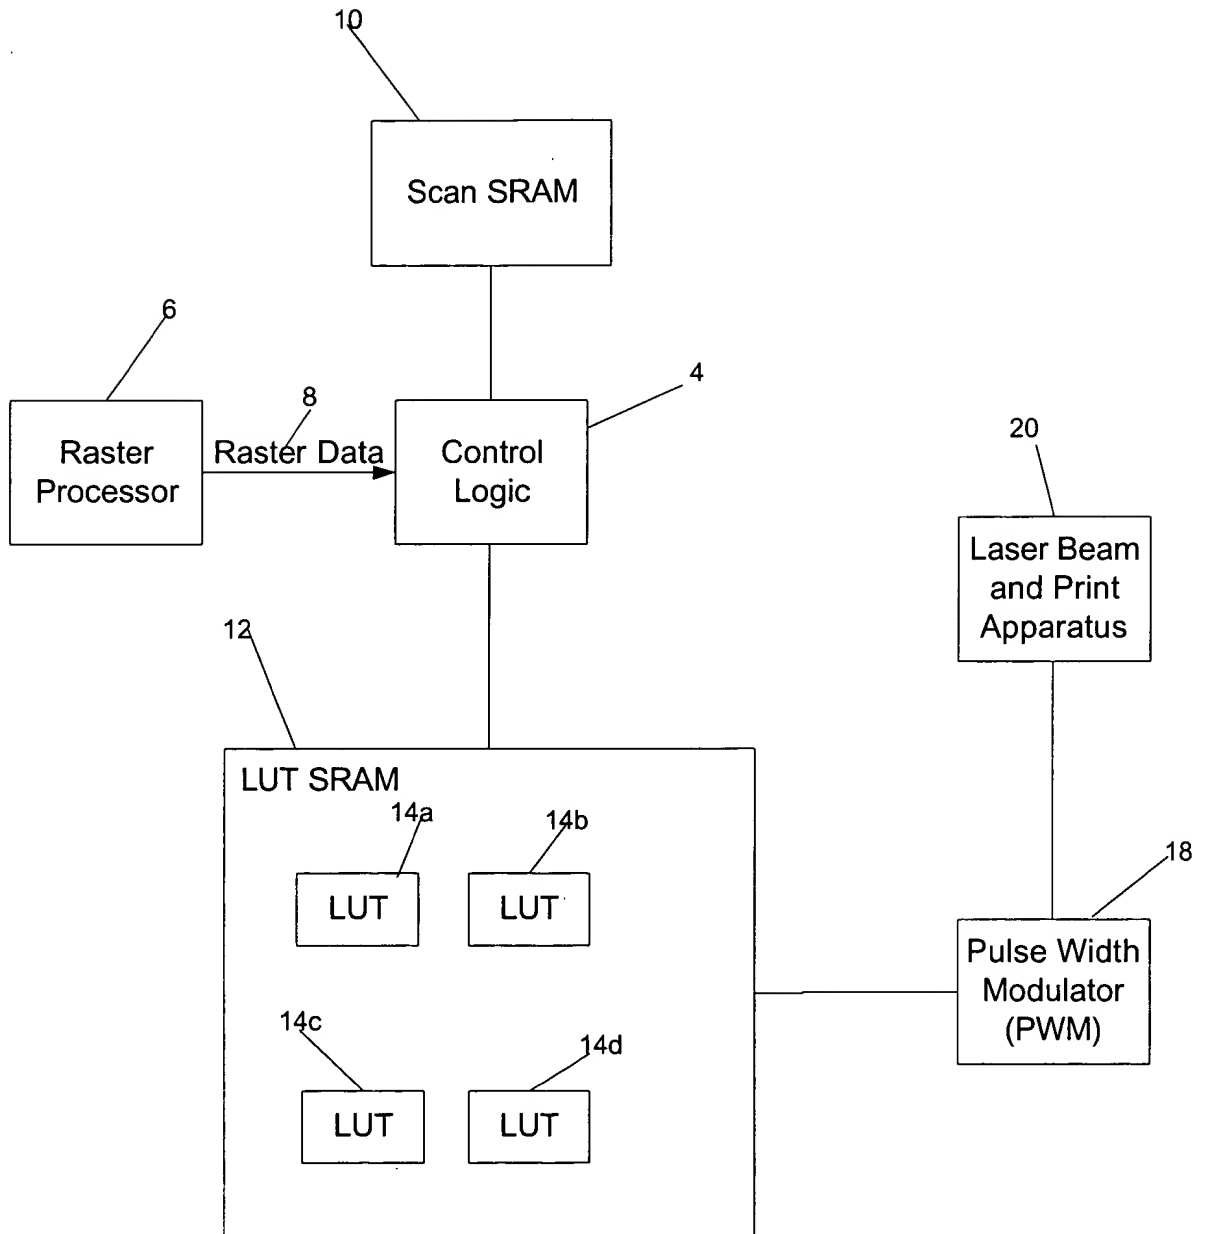 10
Scan SRAM
6
8
4
Raster
Processor
Raster Data
Control
Logic
20
Laser Beam
and Print
Apparatus
12
LUT SRAM
14a
14b
LUT
LUT
18
Pulse Width
Modulator
(PWM)
14c
14d
LUT
LUT